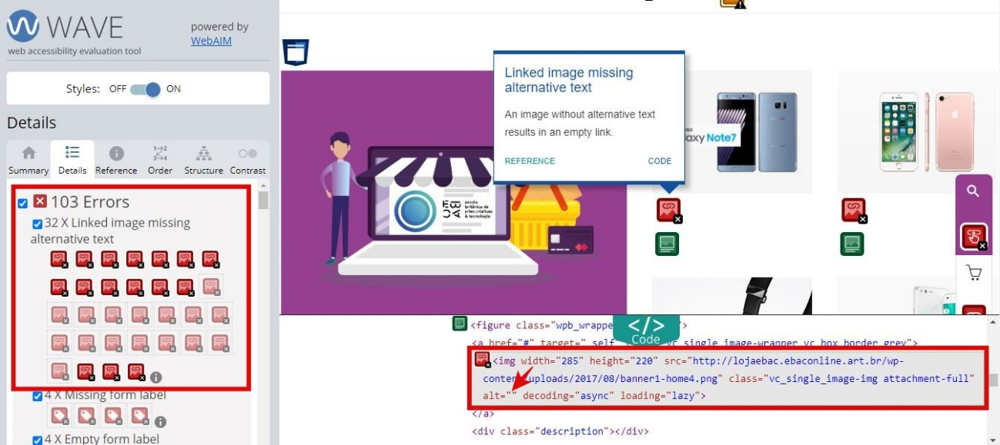 WAVE
web accessibility evaluation tool
powered by
WebAIM
Styles: OFF ON
Details
Summary Details Reference Order Structure Contrast
103 Errors
32 X Linked image missing
alternative text
4 X Missing form label
4 X Empty form label
Linked image missing
alternative text
An image without alternative text
results in an empty link.
REFERENCE CODE
axy Note7
EBAC
escola
britânica de
artes criativas
& tecnologia
</>
Code
<figure class="wpb_wrappe
<a href="#" target="_self" vc_single_image-wrapper vc_box_border_grey">
<img width="285" height="220" src="http://lojaebac.ebaconline.art.br/wp-
content/uploads/2017/08/banner1-home4.png" class="vc_single_image-img attachment-full"
alt="" decoding="async" loading="lazy">
</a>
<div class="description"></div>